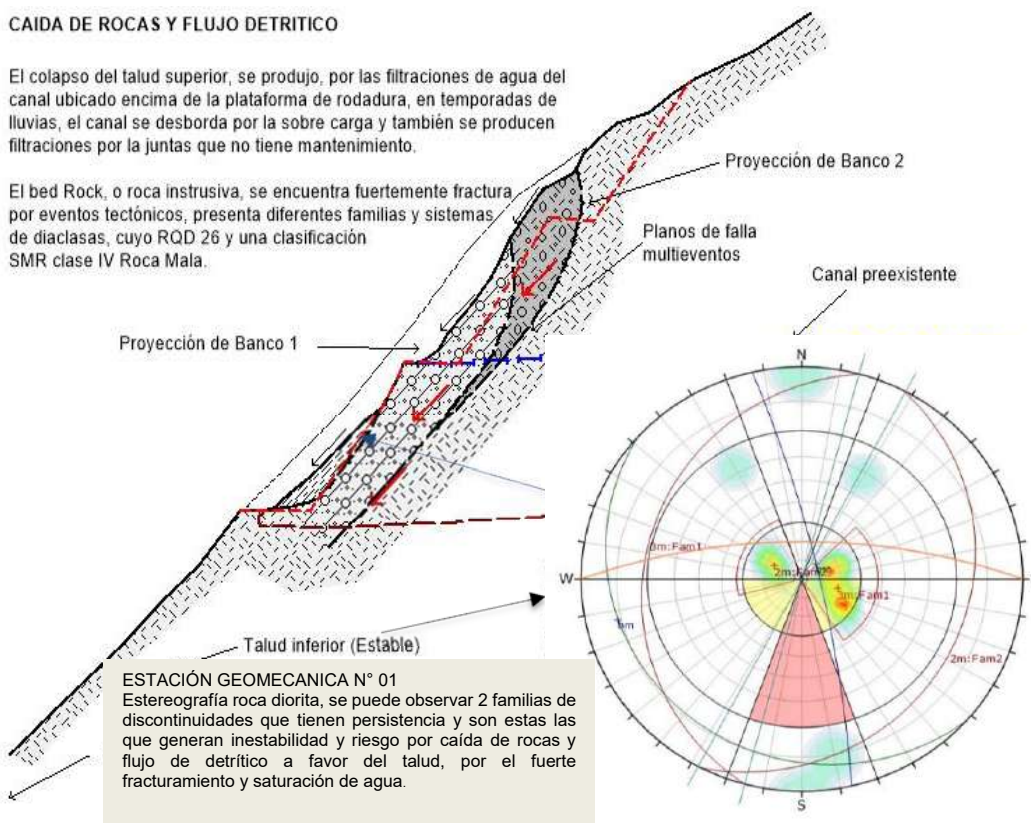 CAIDA DE ROCAS Y FLUJO DETRITICO
El colapso del talud superior, se produjo, por las filtraciones de agua del
canal ubicado encima de la plataforma de rodadura, en temporadas de
lluvias, el canal se desborda por la sobre carga y también se producen
filtraciones por la juntas que no tiene mantenimiento.
El bed Rock, o roca instrusiva, se encuentra fuertemente fractura
por eventos tectónicos, presenta diferentes familias y sistemas
de diaclasas, cuyo RQD 26 y una clasificación
SMR clase IV Roca Mala.
Proyección de Banco 2
Planos de falla
multieventos
Canal preexistente
Proyección de Banco 1
N
W
S
:Fam1
2m:
:Fam1
2m:Fam2
Talud inferior (Estable)
ESTACIÓN GEOMECANICA N° 01
Estereografía roca diorita, se puede observar 2 familias de
discontinuidades que tienen persistencia y son estas las
que generan inestabilidad y riesgo por caída de rocas y
flujo de detrítico a favor del talud, por el fuerte
fracturamiento y saturación de agua.